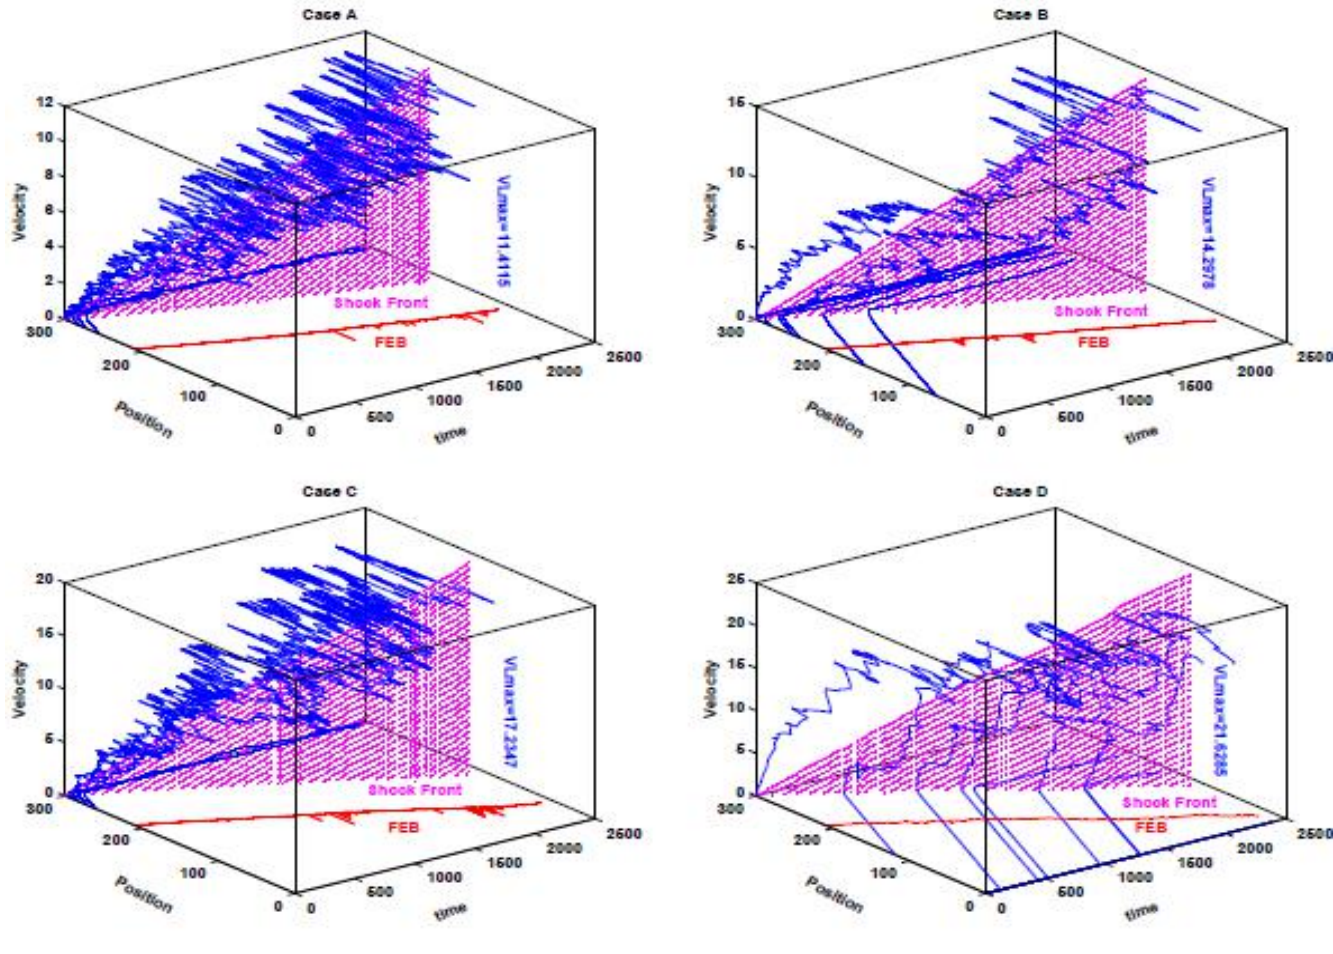 Case A
12
10
8
6
4
2
0
Velocity
300
200
100
0
Position
0
500
1000
1500
2000
2500
time
VLmax=11.4115
Shock Front
FEB
Case B
15
10
5
0
Velocity
300
200
100
0
Position
0
500
1000
1500
2000
2500
time
VLmax=14.2978
Shock Front
FEB
Case C
20
15
10
5
0
Velocity
300
200
100
0
Position
0
500
1000
1500
2000
2500
time
VLmax=17.2347
Shock Front
FEB
Case D
25
20
15
10
5
0
Velocity
300
200
100
0
Position
0
500
1000
1500
2000
2500
time
VLmax=21.6285
Shock Front
FEB